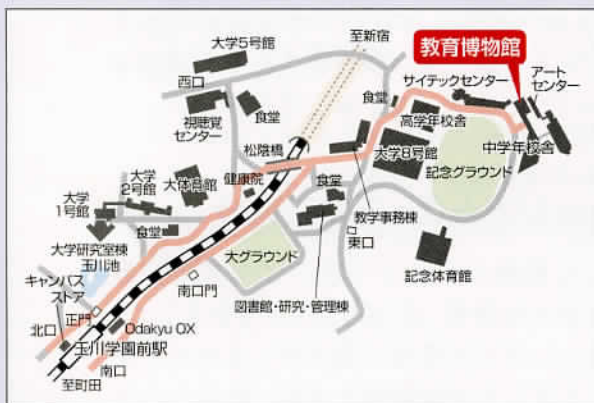 大学5号館
至新宿
教育博物館
西口
サイテックセンター
アート
センター
視聴覚
センター
食堂
食堂
高学年校舎
松陰橋
大学8号館
中学年校舎
記念グラウンド
大学
2号館
大体育館
健康院
食堂
教学事務棟
大学
1号館
食堂
東口
大学研究室棟
玉川池
大グラウンド
記念体育館
キャンパス
ストア
南口門
図書館・研究・管理棟
正門
北口
Odakyu OX
玉川学園前駅
南口
至町田